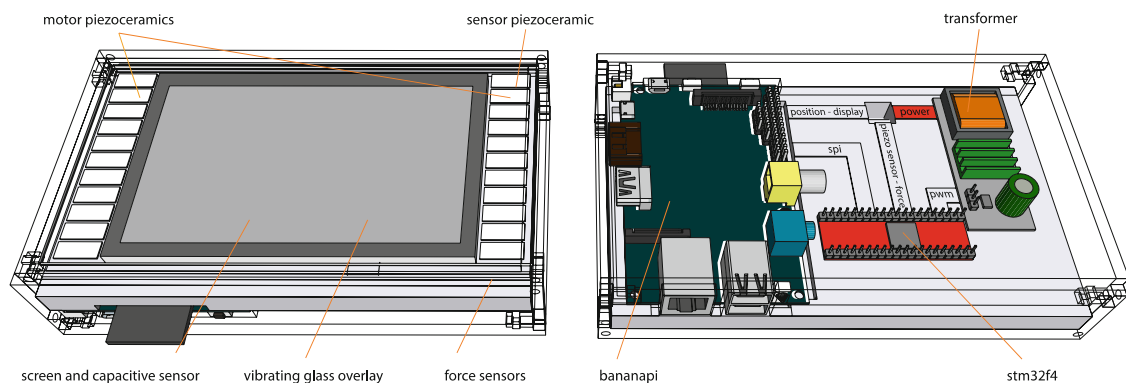 motor piezoceramics
sensor piezoceramic
transformer
position - display
power
piezo sensor - force
spi
pwm
screen and capacitive sensor
vibrating glass overlay
force sensors
bananapi
stm32f4